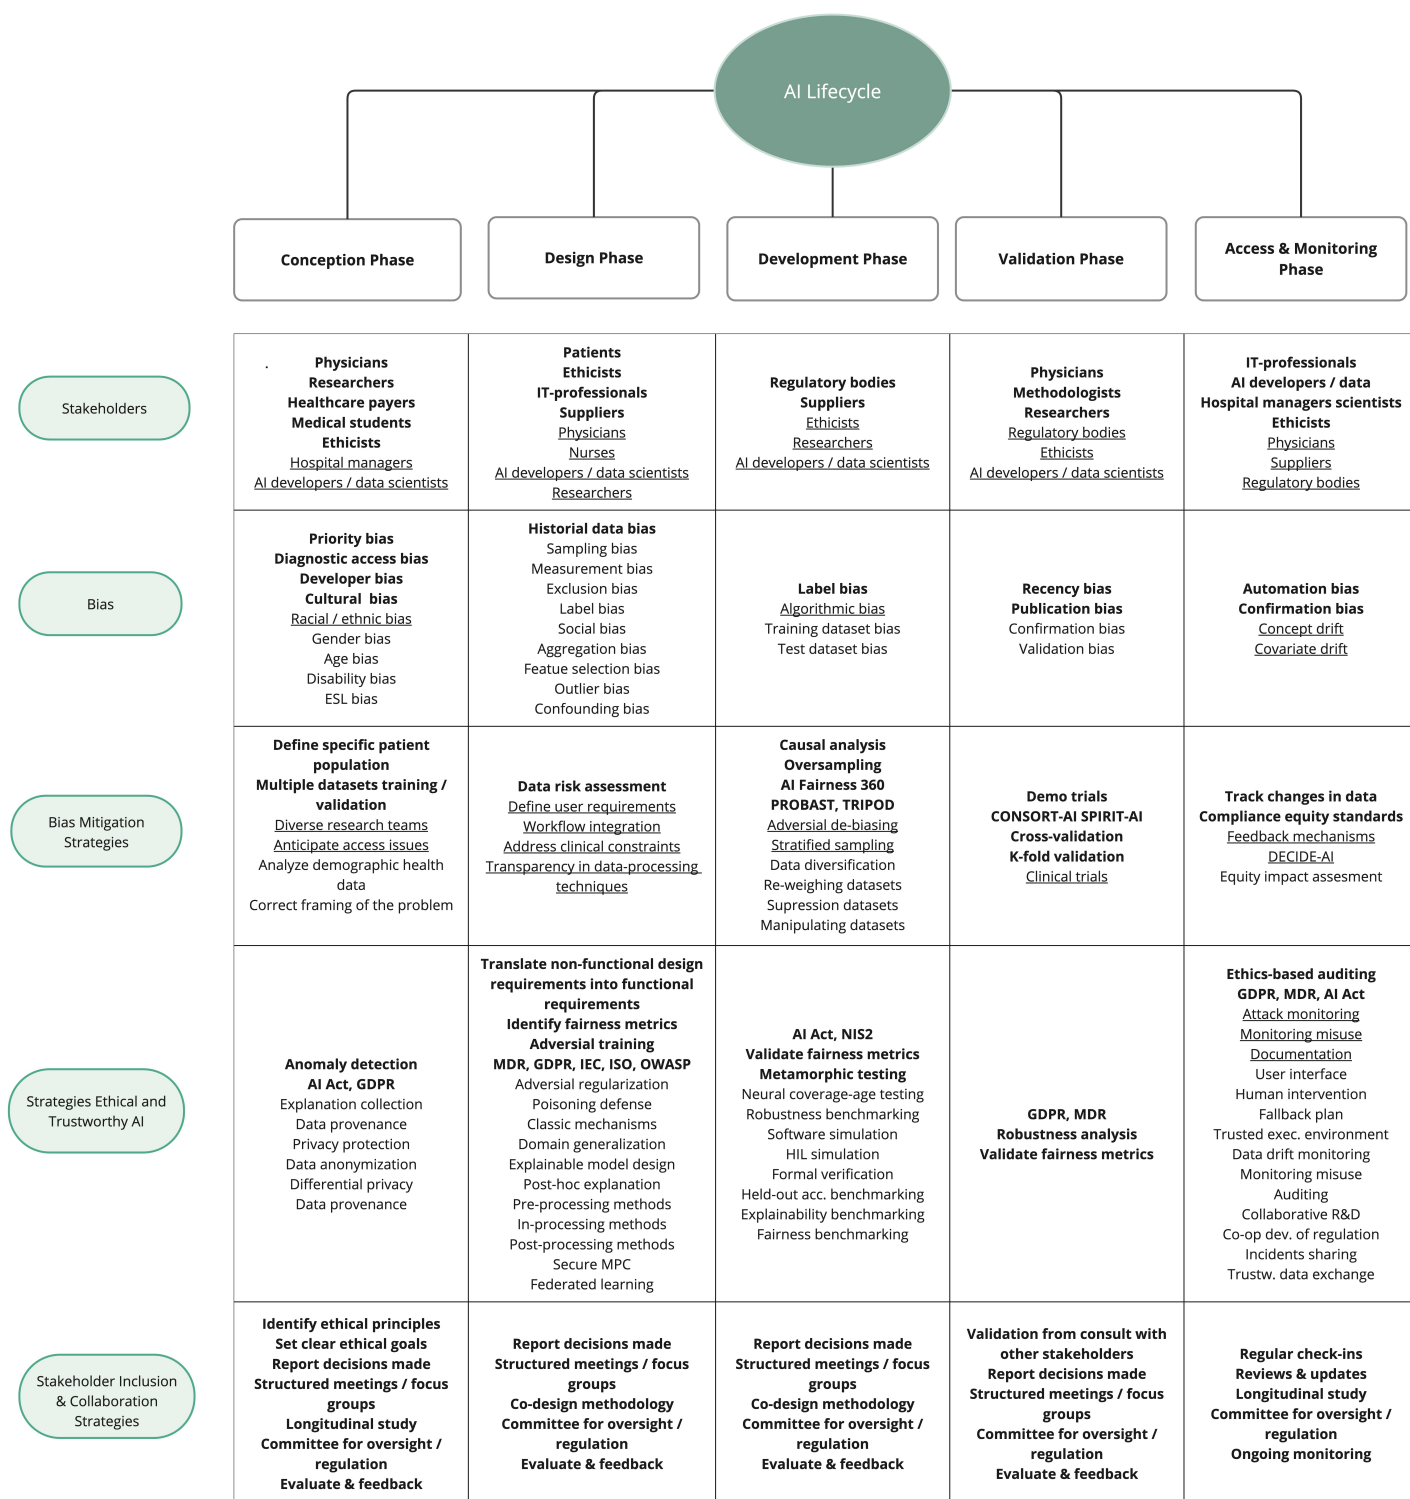 AI Lifecycle
Conception Phase
Design Phase
Development Phase
Validation Phase
Access & Monitoring
Phase
Stakeholders
.
Physicians
Researchers
Healthcare payers
Medical students
Ethicists
Hospital managers
AI developers / data scientists
Patients
Ethicists
IT-professionals
Suppliers
Physicians
Nurses
AI developers / data scientists
Researchers
Regulatory bodies
Suppliers
Ethicists
Researchers
AI developers / data scientists
Physicians
Methodologists
Researchers
Regulatory bodies
Ethicists
AI developers / data scientists
IT-professionals
AI developers / data
Hospital managers scientists
Ethicists
Physicians
Suppliers
Regulatory bodies
Bias
Priority bias
Diagnostic access bias
Developer bias
Cultural bias
Racial / ethnic bias
Gender bias
Age bias
Disability bias
ESL bias
Historial data bias
Sampling bias
Measurement bias
Exclusion bias
Label bias
Social bias
Aggregation bias
Featue selection bias
Outlier bias
Confounding bias
Label bias
Algorithmic bias
Training dataset bias
Test dataset bias
Recency bias
Publication bias
Confirmation bias
Validation bias
Automation bias
Confirmation bias
Concept drift
Covariate drift
Bias Mitigation
Strategies
Define specific patient
population
Multiple datasets training /
validation
Diverse research teams
Anticipate access issues
Analyze demographic health
data
Correct framing of the problem
Data risk assessment
Define user requirements
Workflow integration
Address clinical constraints
Transparency in data-processing
techniques
Causal analysis
Oversampling
AI Fairness 360
PROBAST, TRIPOD
Adversial de-biasing
Stratified sampling
Data diversification
Re-weighing datasets
Supression datasets
Manipulating datasets
Demo trials
CONSORT-AI SPIRIT-AI
Cross-validation
K-fold validation
Clinical trials
Track changes in data
Compliance equity standards
Feedback mechanisms
DECIDE-AI
Equity impact assesment
Strategies Ethical and
Trustworthy AI
Anomaly detection
AI Act, GDPR
Explanation collection
Data provenance
Privacy protection
Data anonymization
Differential privacy
Data provenance
Translate non-functional design
requirements into functional
requirements
Identify fairness metrics
Adversial training
MDR, GDPR, IEC, ISO, OWASP
Adversial regularization
Poisoning defense
Classic mechanisms
Domain generalization
Explainable model design
Post-hoc explanation
Pre-processing methods
In-processing methods
Post-processing methods
Secure MPC
Federated learning
AI Act, NIS2
Validate fairness metrics
Metamorphic testing
Neural coverage-age testing
Robustness benchmarking
Software simulation
HIL simulation
Formal verification
Held-out acc. benchmarking
Explainability benchmarking
Fairness benchmarking
GDPR, MDR
Robustness analysis
Validate fairness metrics
Ethics-based auditing
GDPR, MDR, AI Act
Attack monitoring
Monitoring misuse
Documentation
User interface
Human intervention
Fallback plan
Trusted exec. environment
Data drift monitoring
Monitoring misuse
Auditing
Collaborative R&D
Co-op dev. of regulation
Incidents sharing
Trustw. data exchange
Stakeholder Inclusion
& Collaboration
Strategies
Identify ethical principles
Set clear ethical goals
Report decisions made
Structured meetings / focus
groups
Longitudinal study
Committee for oversight /
regulation
Evaluate & feedback
Report decisions made
Structured meetings / focus
groups
Co-design methodology
Committee for oversight /
regulation
Evaluate & feedback
Report decisions made
Structured meetings / focus
groups
Co-design methodology
Committee for oversight /
regulation
Evaluate & feedback
Validation from consult with
other stakeholders
Report decisions made
Structured meetings / focus
groups
Committee for oversight /
regulation
Evaluate & feedback
Regular check-ins
Reviews & updates
Longitudinal study
Committee for oversight /
regulation
Ongoing monitoring